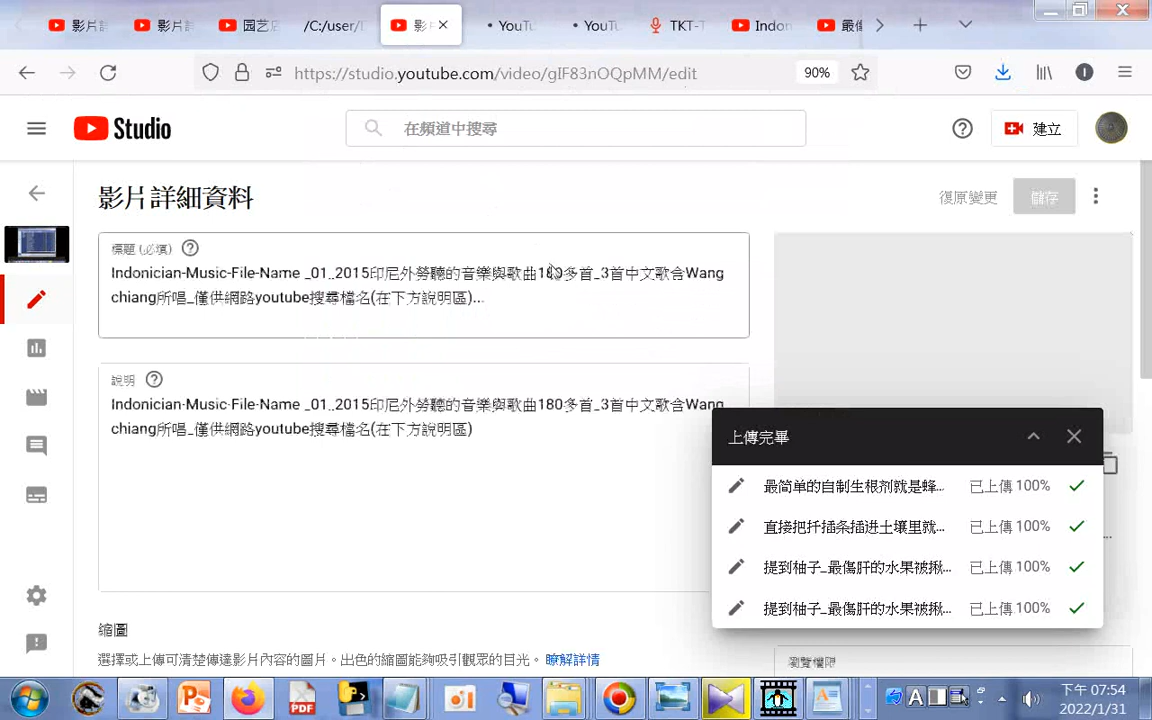 影片
影片
园艺
/C:/user/
影
YouTu
YouTu
TKT-T
Indon
最
https://studio.youtube.com/video/gIF83nOQpMM/edit
90%
Studio
在頻道中搜尋
建立
影片詳細資料
復原變更
儲存
標題 (必填)
Indonician-Music-File-Name _01..2015印尼外勞聽的音樂與歌曲180多首_3首中文歌含Wang
chiang所唱_僅供網路youtube搜尋檔名(在下方說明區)...
說明
Indonician-Music-File-Name _01..2015印尼外勞聽的音樂與歌曲180多首_3首中文歌含Wang
chiang所唱_僅供網路youtube搜尋檔名(在下方說明區)
上傳完畢
最简单的自制生根剂就是蜂... 已上傳 100%
直接把扦插条插进土壤里就... 已上傳 100%
提到柚子_最傷肝的水果被揪... 已上傳 100%
提到柚子_最傷肝的水果被揪... 已上傳 100%
縮圖
選擇或上傳可清楚傳達影片內容的圖片。出色的縮圖能夠吸引觀眾的目光。瞭解詳情
瀏覽權限
PDF
A
下午 07:54
2022/1/31